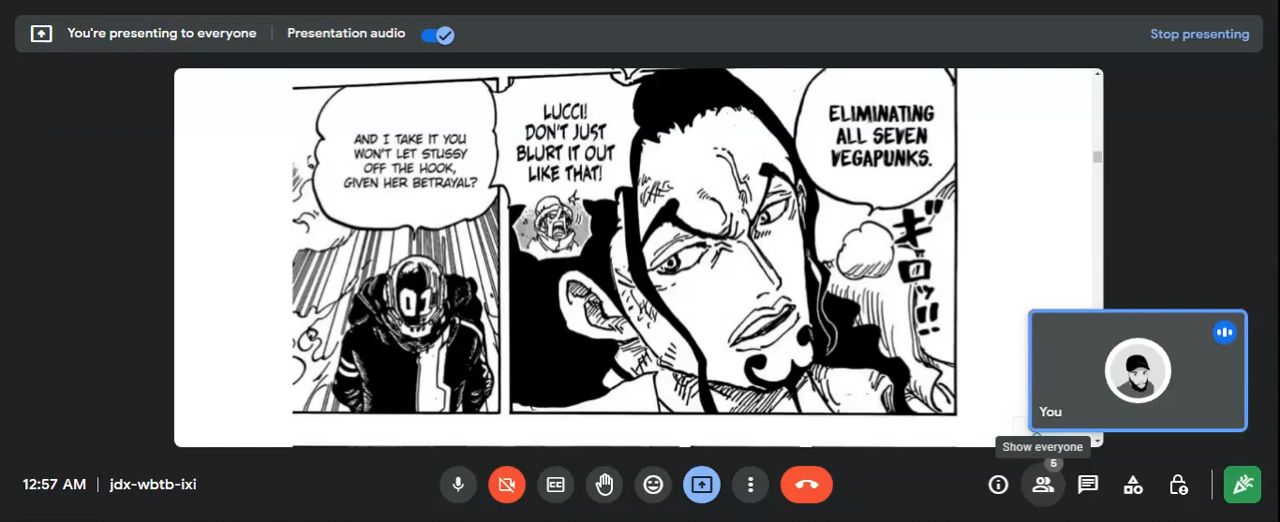 You're presenting to everyone
Presentation audio
Stop presenting
AND I TAKE IT YOU
WON'T LET STUSSY
OFF THE HOOK,
GIVEN HER BETRAYAL?
LUCCI!
DON'T JUST
BLURT IT OUT
LIKE THAT!
ELIMINATING
ALL SEVEN
VEGAPUNKS.
ギロッ!!
01
You
Show everyone
5
12:57 AM
jdx-wbtb-ixi
CC